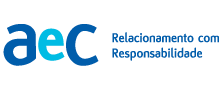 aec
Relacionamento com
Responsabilidade